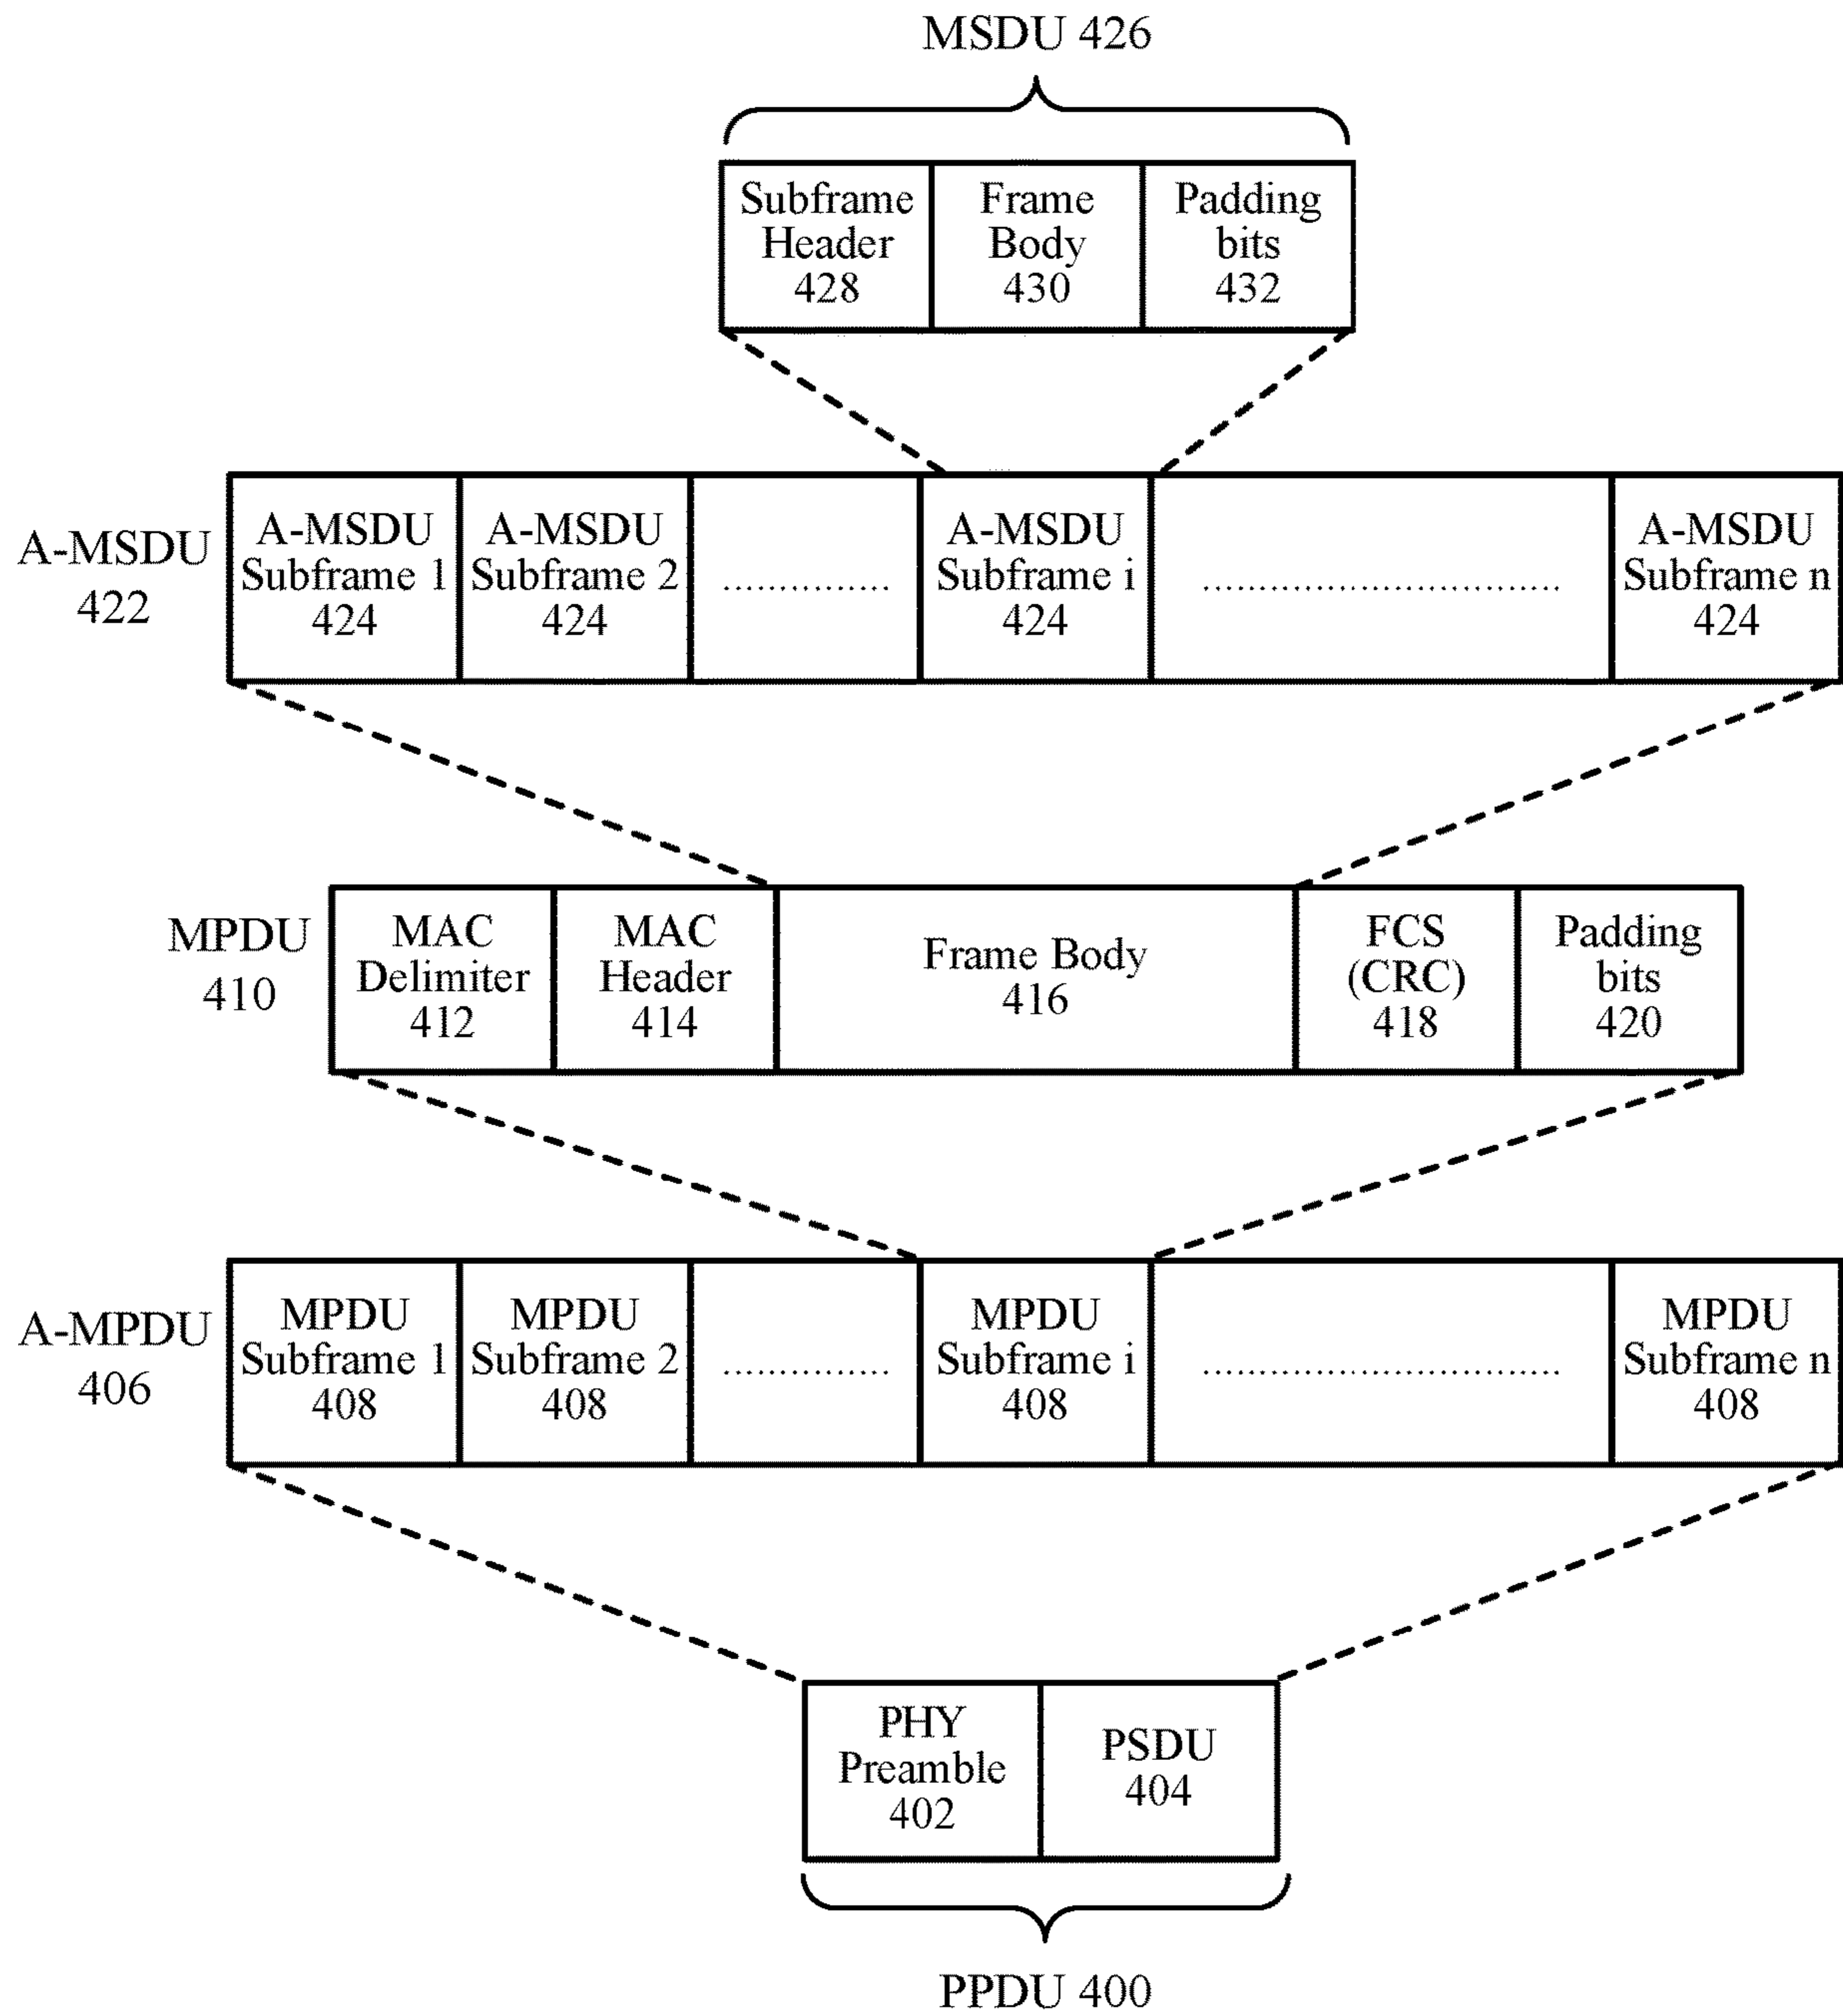 MSDU 426
Subframe Header 428
Frame Body 430
Padding bits 432
A-MSDU 422
A-MSDU Subframe 1 424
A-MSDU Subframe 2 424
..............
A-MSDU Subframe i 424
..............................
A-MSDU Subframe n 424
MPDU 410
MAC Delimiter 412
MAC Header 414
Frame Body 416
FCS (CRC) 418
Padding bits 420
A-MPDU 406
MPDU Subframe 1 408
MPDU Subframe 2 408
..............
MPDU Subframe i 408
..............................
MPDU Subframe n 408
PHY Preamble 402
PSDU 404
PPDU 400